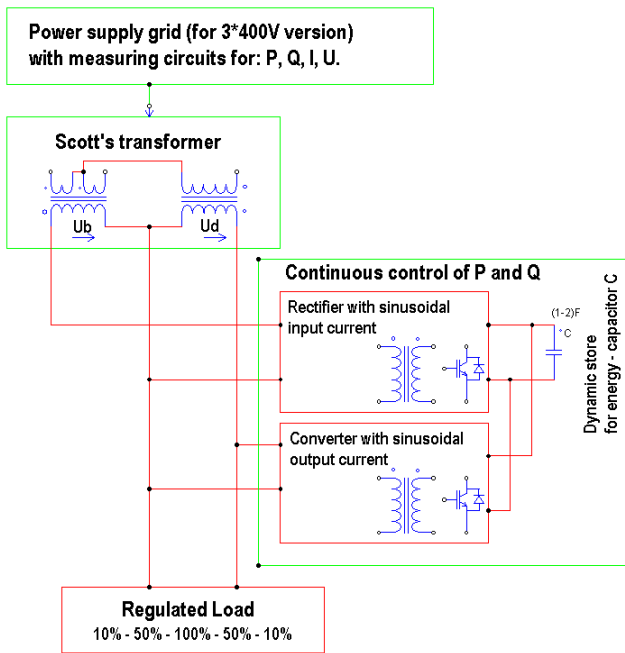 Power supply grid (for 3*400V version)
with measuring circuits for: P, Q, I, U.
Scott's transformer
Ub
Ud
Continuous control of P and Q
Rectifier with sinusoidal
input current
(1-2)F
°C
Dynamic store
for energy - capacitor C
Converter with sinusoidal
output current
Regulated Load
10% - 50% - 100% - 50% - 10%